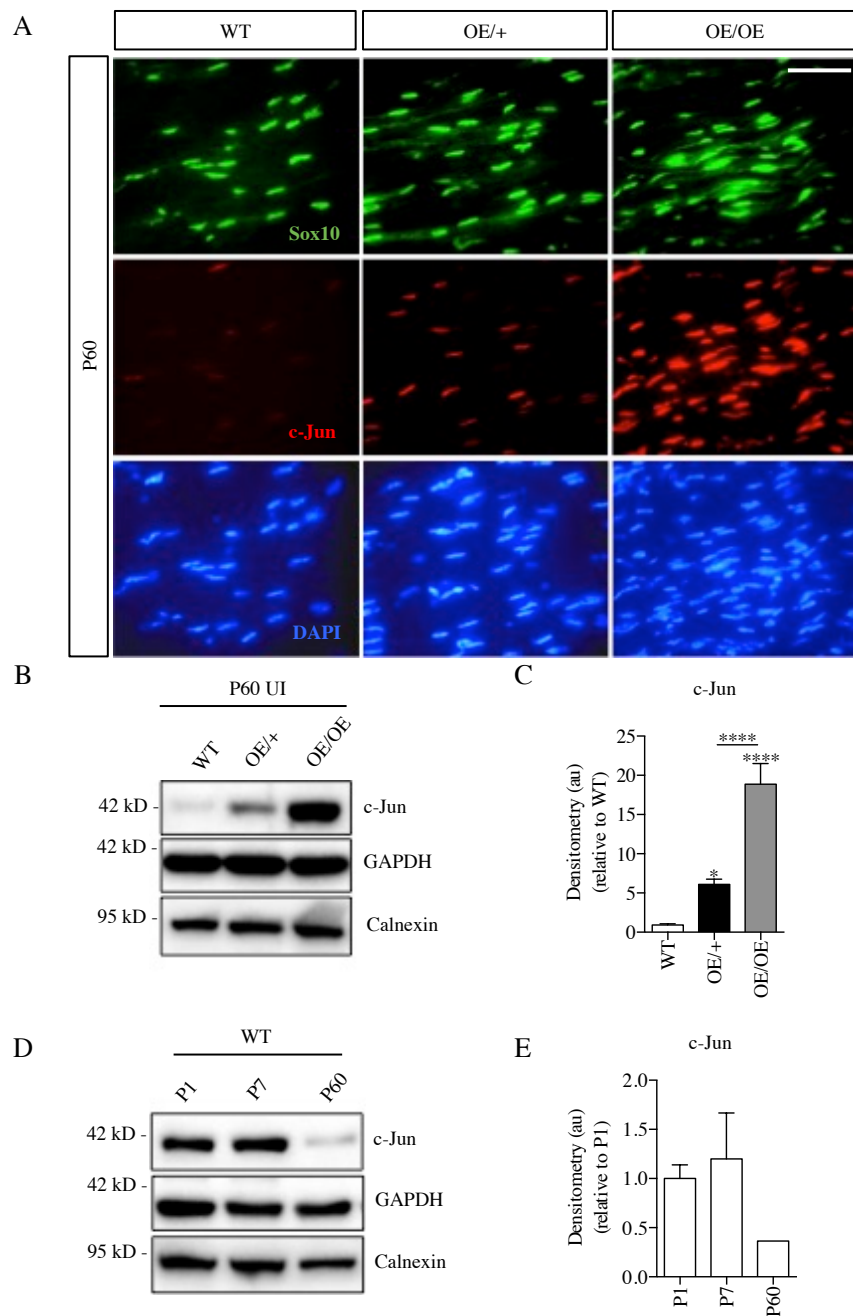 A
WT
OE/+
OE/OE
P60
Sox10
c-Jun
DAPI
B
P60 UI
WT
OE/+
OE/OE
42 kD -
c-Jun
42 kD -
GAPDH
95 kD -
Calnexin
C
c-Jun
Densitometry (au)
(relative to WT)
25
20
15
10
5
0
****
****
*
WT
OE/+
OE/OE
D
WT
P1
P7
P60
42 kD -
c-Jun
42 kD -
GAPDH
95 kD -
Calnexin
E
c-Jun
Densitometry (au)
(relative to P1)
2.0
1.5
1.0
0.5
0.0
P1
P7
P60